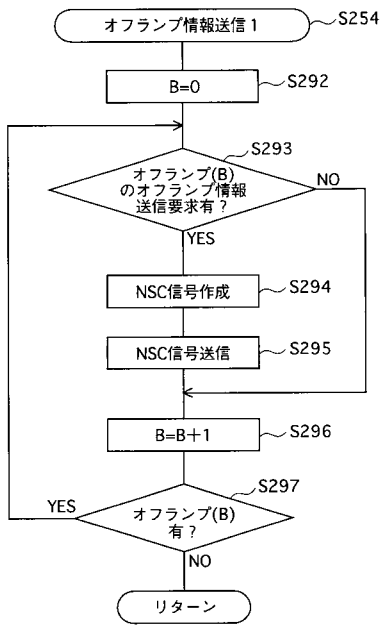 オフランプ情報送信1
S254
B=0
S292
S293
オフランプ(B)
のオフランプ情報
送信要求有?
NO
YES
NSC信号作成
S294
NSC信号送信
S295
B=B+1
S296
S297
YES
オフランプ(B)
有?
NO
リターン